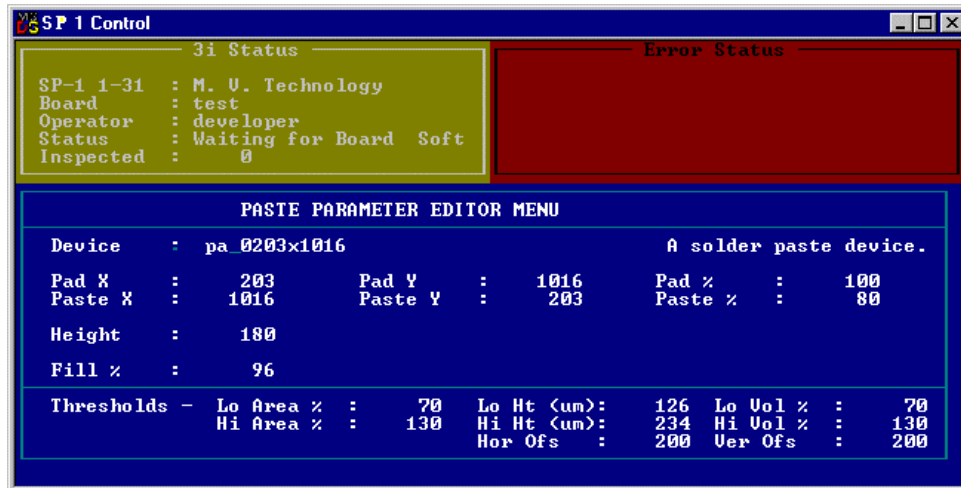 SP 1 Control
3i Status
SP-1 1-31 : M. V. Technology
Board : test
Operator : developer
Status : Waiting for Board Soft
Inspected : 0
Error Status
PASTE PARAMETER EDITOR MENU
Device : pa_0203x1016 A solder paste device.
Pad X : 203 Pad Y : 1016 Pad % : 100
Paste X : 1016 Paste Y : 203 Paste % : 80
Height : 180
Fill % : 96
Thresholds - Lo Area % : 70 Lo Ht (um): 126 Lo Vol % : 70
Hi Area % : 130 Hi Ht (um): 234 Hi Vol % : 130
Hor Ofs : 200 Ver Ofs : 200